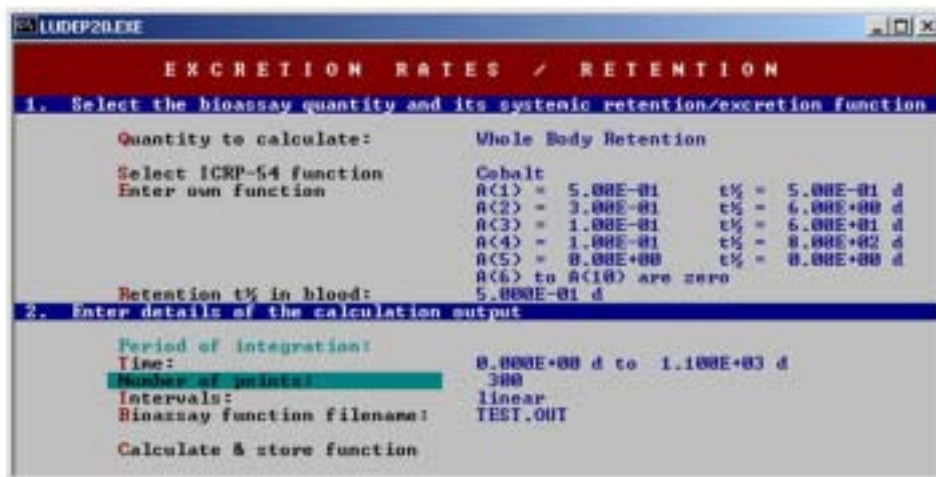 LUDEP20.EXE
EXCRETION RATES / RETENTION
1. Select the bioassay quantity and its systemic retention/excretion function
Quantity to calculate: Whole Body Retention
Select ICRP-54 function Cobalt
Enter own function A(1) = 5.00E-01 t½ = 5.00E-01 d
A(2) = 3.00E-01 t½ = 6.00E+00 d
A(3) = 1.00E-01 t½ = 6.00E+01 d
A(4) = 1.00E-01 t½ = 8.00E+02 d
A(5) = 0.00E+00 t½ = 0.00E+00 d
A(6) to A(10) are zero
Retention t½ in blood: 5.000E-01 d
2. Enter details of the calculation output
Period of integration:
Time: 0.000E+00 d to 1.100E+03 d
Number of points: 300
Intervals: linear
Bioassay function filename: TEST.OUT
Calculate & store function